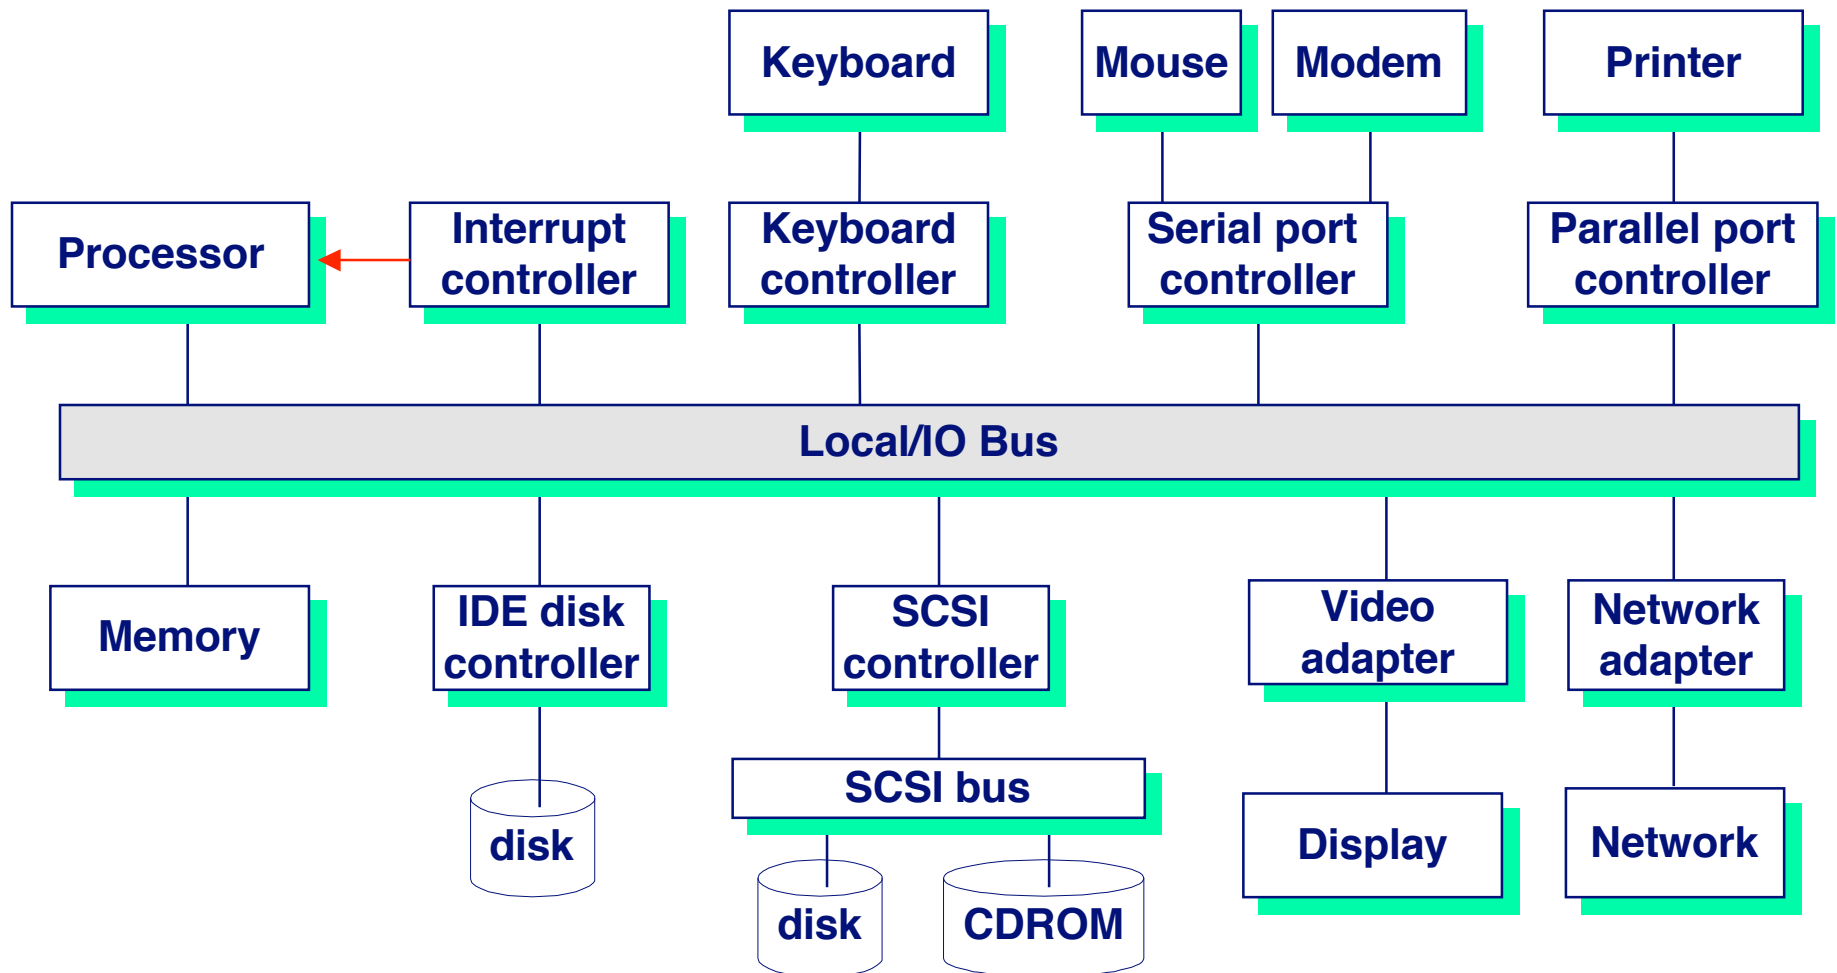 Keyboard
Mouse
Modem
Printer
Processor
Interrupt
controller
Keyboard
controller
Serial port
controller
Parallel port
controller
Local/IO Bus
Memory
IDE disk
controller
SCSI
controller
Video
adapter
Network
adapter
SCSI bus
disk
Display
Network
disk
CDROM